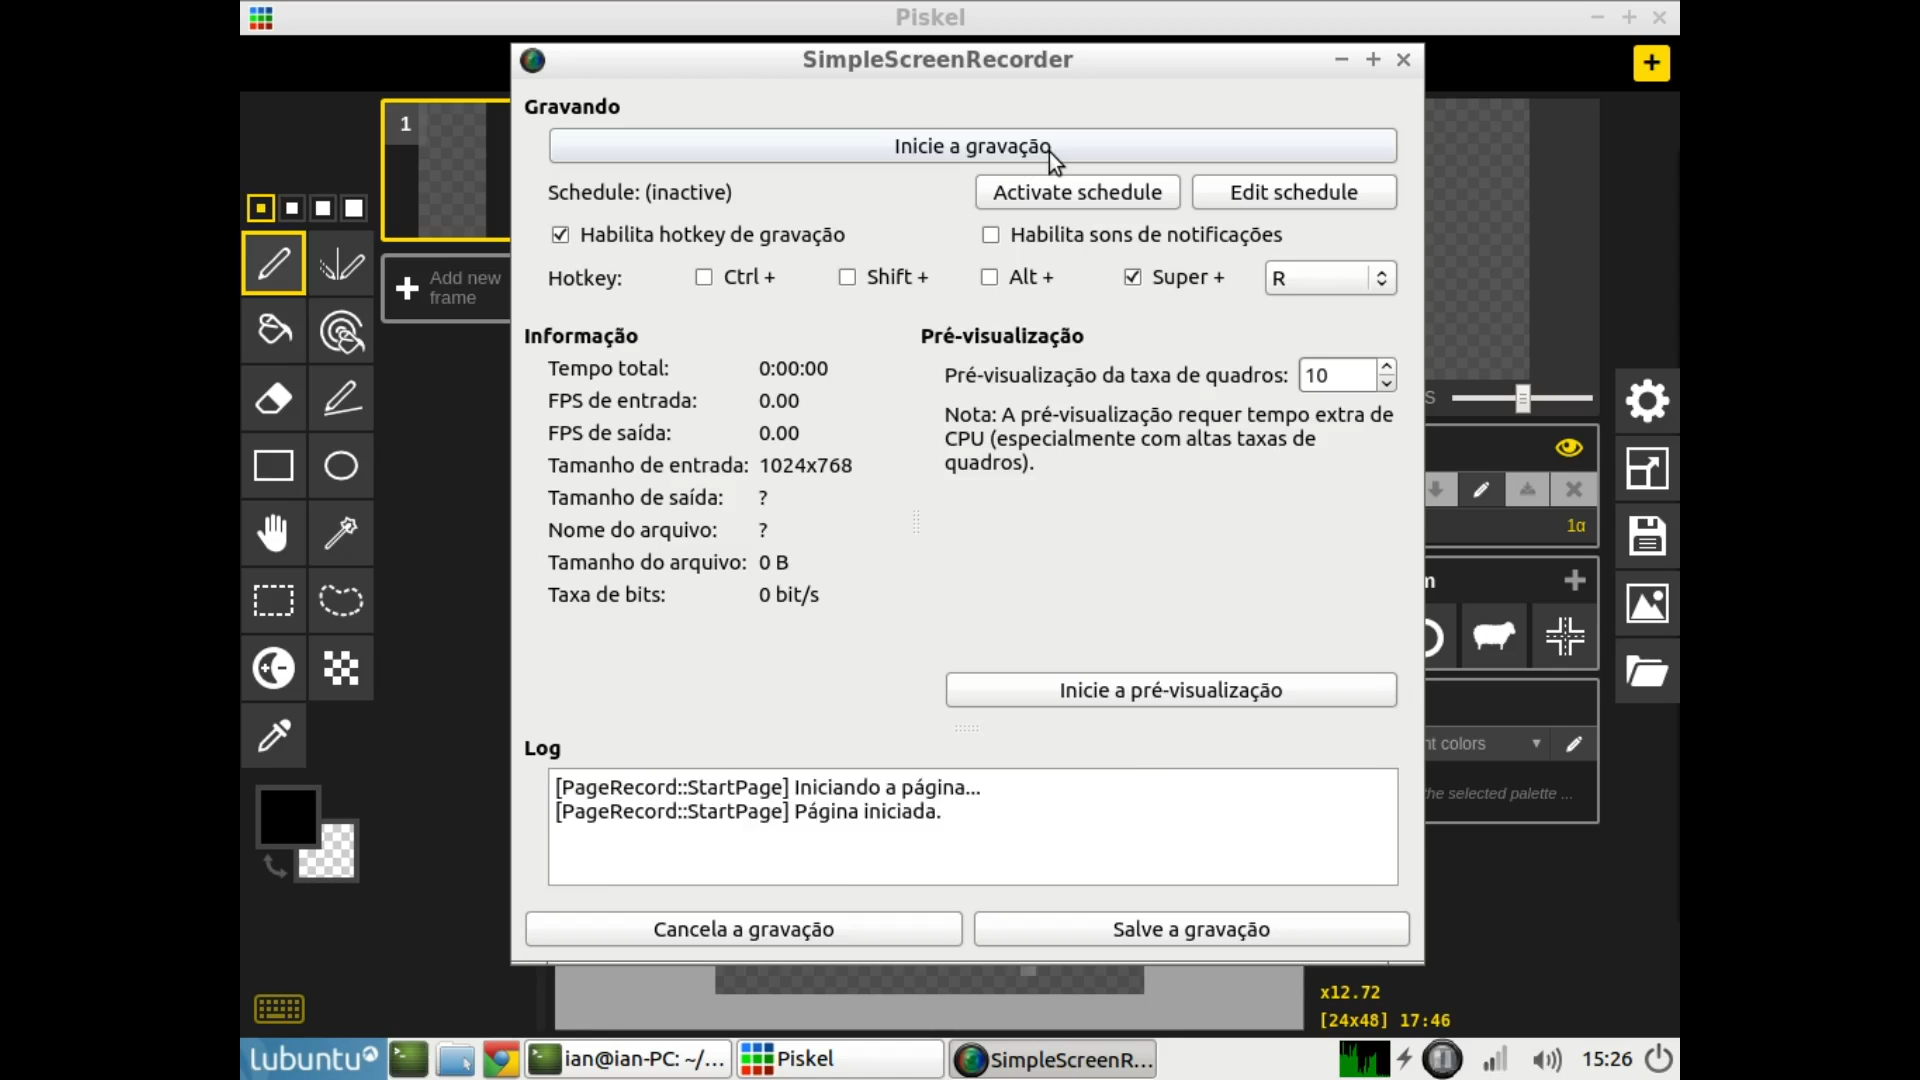 Piskel
SimpleScreenRecorder
Gravando
Inicie a gravação
Schedule: (inactive)
Activate schedule
Edit schedule
Habilita hotkey de gravação
Habilita sons de notificações
Hotkey:
Ctrl +
Shift +
Alt +
Super +
R
1
Add new
frame
Informação
Tempo total: 0:00:00
FPS de entrada: 0.00
FPS de saída: 0.00
Tamanho de entrada: 1024x768
Tamanho de saída: ?
Nome do arquivo: ?
Tamanho do arquivo: 0 B
Taxa de bits: 0 bit/s
Pré-visualização
Pré-visualização da taxa de quadros: 10
Nota: A pré-visualização requer tempo extra de
CPU (especialmente com altas taxas de
quadros).
Inicie a pré-visualização
S
1α
m
nt colors
the selected palette ...
Log
[PageRecord::StartPage] Iniciando a página...
[PageRecord::StartPage] Página iniciada.
Cancela a gravação
Salve a gravação
x12.72
[24x48] 17:46
lubuntu
ian@ian-PC: ~/...
Piskel
SimpleScreenR...
15:26